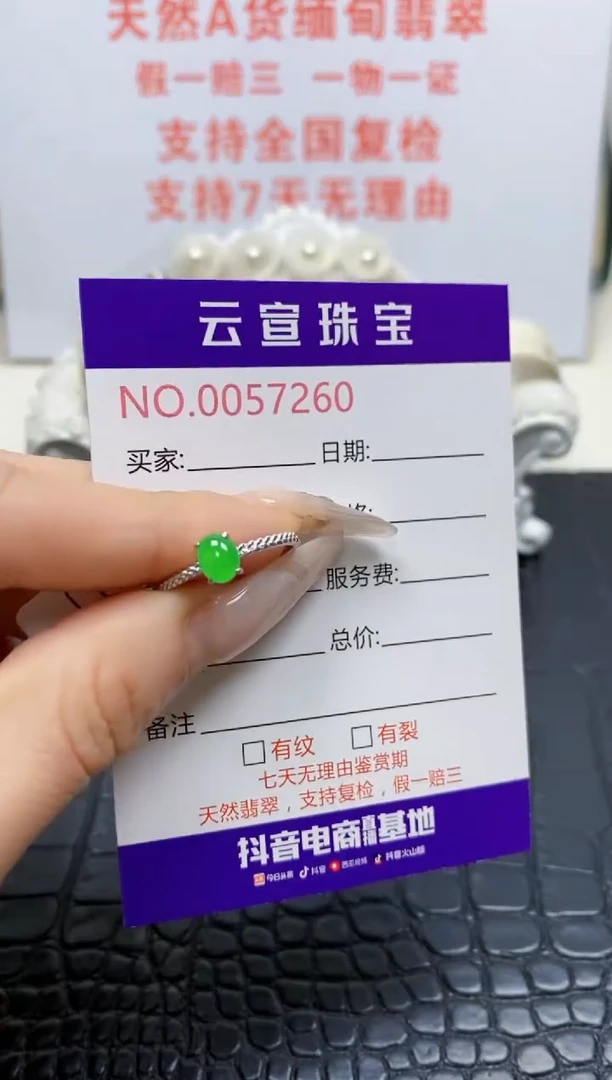 天然A货缅甸翡翠
假一赔三 一物一证
支持全国复检
支持7天无理由
云宣珠宝
NO.0057260
买家: 日期:
服务费:
总价:
备注
有纹 有裂
七天无理由鉴赏期
天然翡翠，支持复检，假一赔三
抖音电商直播基地
今日头条 抖音 西瓜视频 抖音火山版